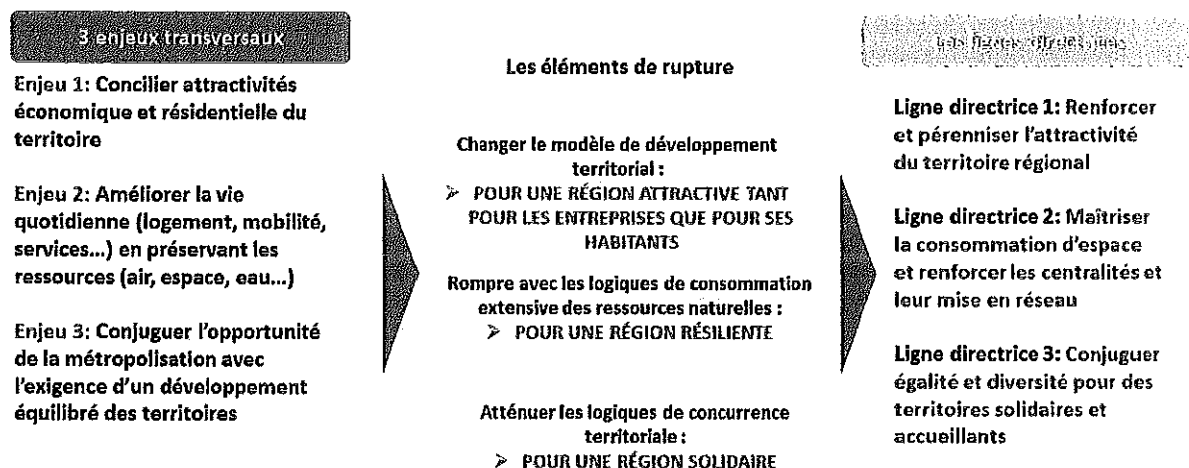 3 enjeux transversaux
Enjeu 1: Concilier attractivités
économique et résidentielle du
territoire
Enjeu 2: Améliorer la vie
quotidienne (logement, mobilité,
services...) en préservant les
ressources (air, espace, eau...)
Enjeu 3: Conjuguer l'opportunité
de la métropolisation avec
l'exigence d'un développement
équilibré des territoires
Les éléments de rupture
Changer le modèle de développement
territorial :
➢ POUR UNE RÉGION ATTRACTIVE TANT
POUR LES ENTREPRISES QUE POUR SES
HABITANTS
Rompre avec les logiques de consommation
extensive des ressources naturelles :
➢ POUR UNE RÉGION RÉSILIENTE
Atténuer les logiques de concurrence
territoriale :
➢ POUR UNE RÉGION SOLIDAIRE
Ligne directrice 1: Renforcer
et pérenniser l'attractivité
du territoire régional
Ligne directrice 2: Maîtriser
la consommation d'espace
et renforcer les centralités et
leur mise en réseau
Ligne directrice 3: Conjuguer
égalité et diversité pour des
territoires solidaires et
accueillants